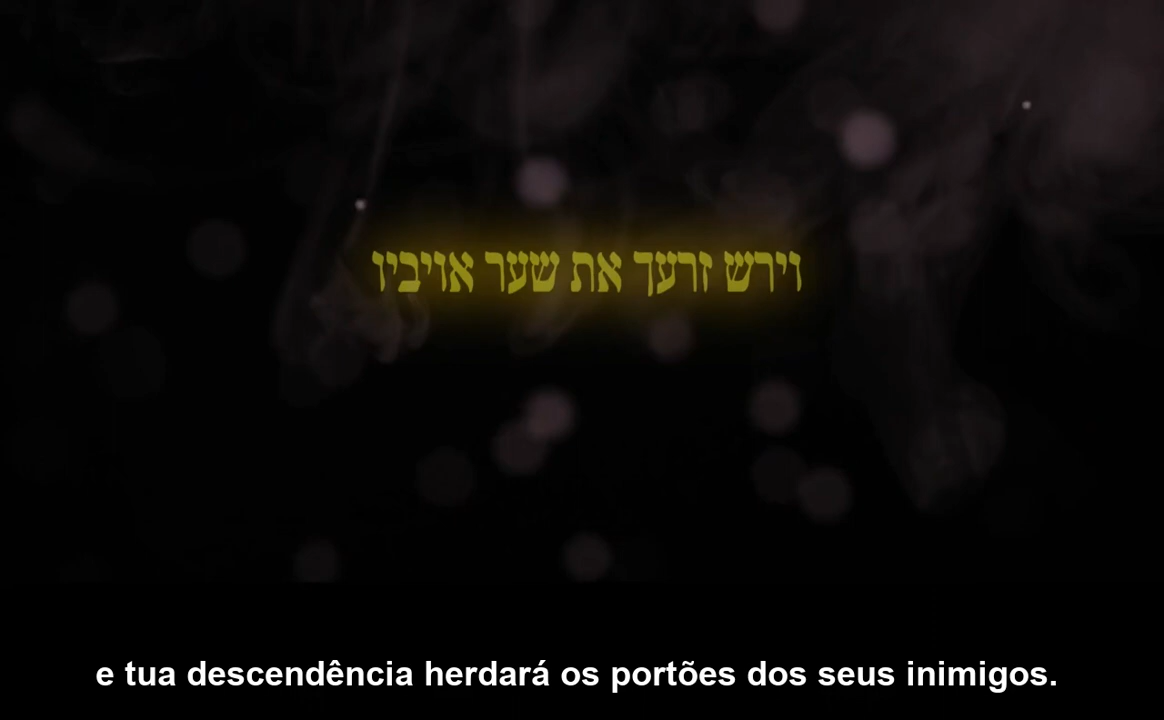 וירש זרעך את שער אויביו
e tua descendência herdará os portões dos seus inimigos.